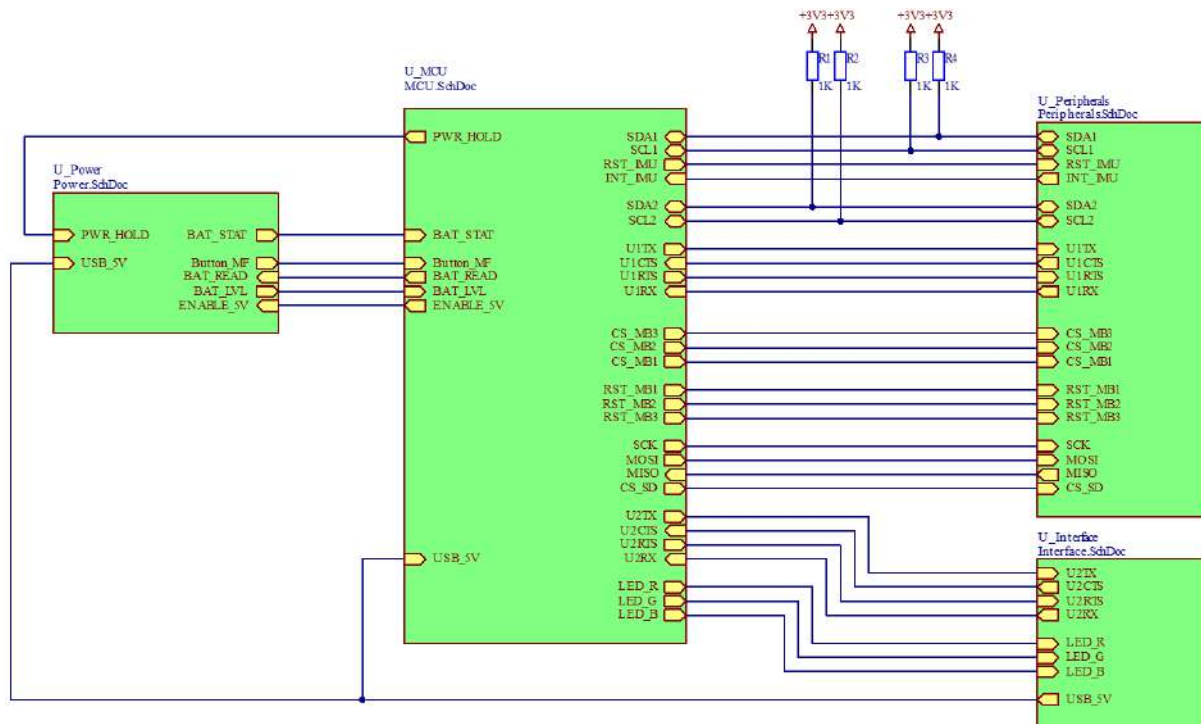 +3V3 +3V3 +3V3 +3V3
R1 R2 R3 R4
1K 1K 1K 1K
U_MCU
MCU.SchDoc
PWR_HOLD
BAT_STAT
Button_MF
BAT_READ
BAT_LVL
ENABLE_5V
USB_5V
SDA1
SCL1
RST_IMU
INT_IMU
SDA2
SCL2
U1TX
U1CTS
U1RTS
U1RX
CS_MB3
CS_MB2
CS_MB1
RST_MB1
RST_MB2
RST_MB3
SCK
MOSI
MISO
CS_SD
U2TX
U2CTS
U2RTS
U2RX
LED_R
LED_G
LED_B
U_Power
Power.SchDoc
PWR_HOLD
USB_5V
BAT_STAT
Button_MF
BAT_READ
BAT_LVL
ENABLE_5V
U_Peripherals
Peripherals.SchDoc
SDA1
SCL1
RST_IMU
INT_IMU
SDA2
SCL2
U1TX
U1CTS
U1RTS
U1RX
CS_MB3
CS_MB2
CS_MB1
RST_MB1
RST_MB2
RST_MB3
SCK
MOSI
MISO
CS_SD
U_Interface
Interface.SchDoc
U2TX
U2CTS
U2RTS
U2RX
LED_R
LED_G
LED_B
USB_5V